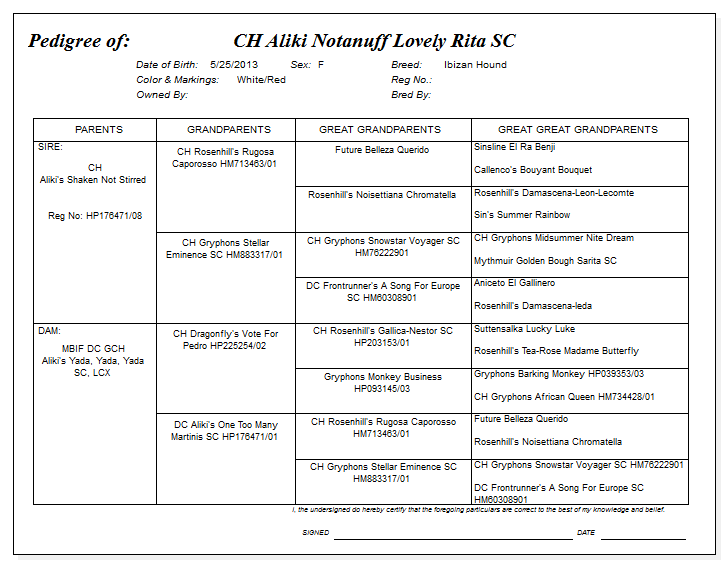 Pedigree of: CH Aliki Notanuff Lovely Rita SC
Date of Birth: 5/25/2013 Sex: F Breed: Ibizan Hound
Color & Markings: White/Red Reg No.:
Owned By: Bred By:
PARENTS GRANDPARENTS GREAT GRANDPARENTS GREAT GREAT GRANDPARENTS
SIRE:
CH
Aliki's Shaken Not Stirred
Reg No: HP176471/08
CH Rosenhill's Rugosa
Caporosso HM713463/01
Future Belleza Querido
Sinsline El Ra Benji
Callenco's Bouyant Bouquet
Rosenhill's Noisettiana Chromatella
Rosenhill's Damascena-Leon-Lecomte
Sin's Summer Rainbow
CH Gryphons Stellar
Eminence SC HM883317/01
CH Gryphons Snowstar Voyager SC
HM76222901
CH Gryphons Midsummer Nite Dream
Mythmuir Golden Bough Sarita SC
DC Frontrunner's A Song For Europe
SC HM60308901
Aniceto El Gallinero
Rosenhill's Damascena-leda
DAM:
MBIF DC GCH
Aliki's Yada, Yada, Yada
SC, LCX
CH Dragonfly's Vote For
Pedro HP225254/02
CH Rosenhill's Gallica-Nestor SC
HP203153/01
Suttensalka Lucky Luke
Rosenhill's Tea-Rose Madame Butterfly
Gryphons Monkey Business
HP093145/03
Gryphons Barking Monkey HP039353/03
CH Gryphons African Queen HM734428/01
DC Aliki's One Too Many
Martinis SC HP176471/01
CH Rosenhill's Rugosa Caporosso
HM713463/01
Future Belleza Querido
Rosenhill's Noisettiana Chromatella
CH Gryphons Stellar Eminence SC
HM883317/01
CH Gryphons Snowstar Voyager SC HM76222901
DC Frontrunner's A Song For Europe SC
HM60308901
I, the undersigned do hereby certify that the foregoing particulars are correct to the best of my knowledge and belief.
SIGNED DATE